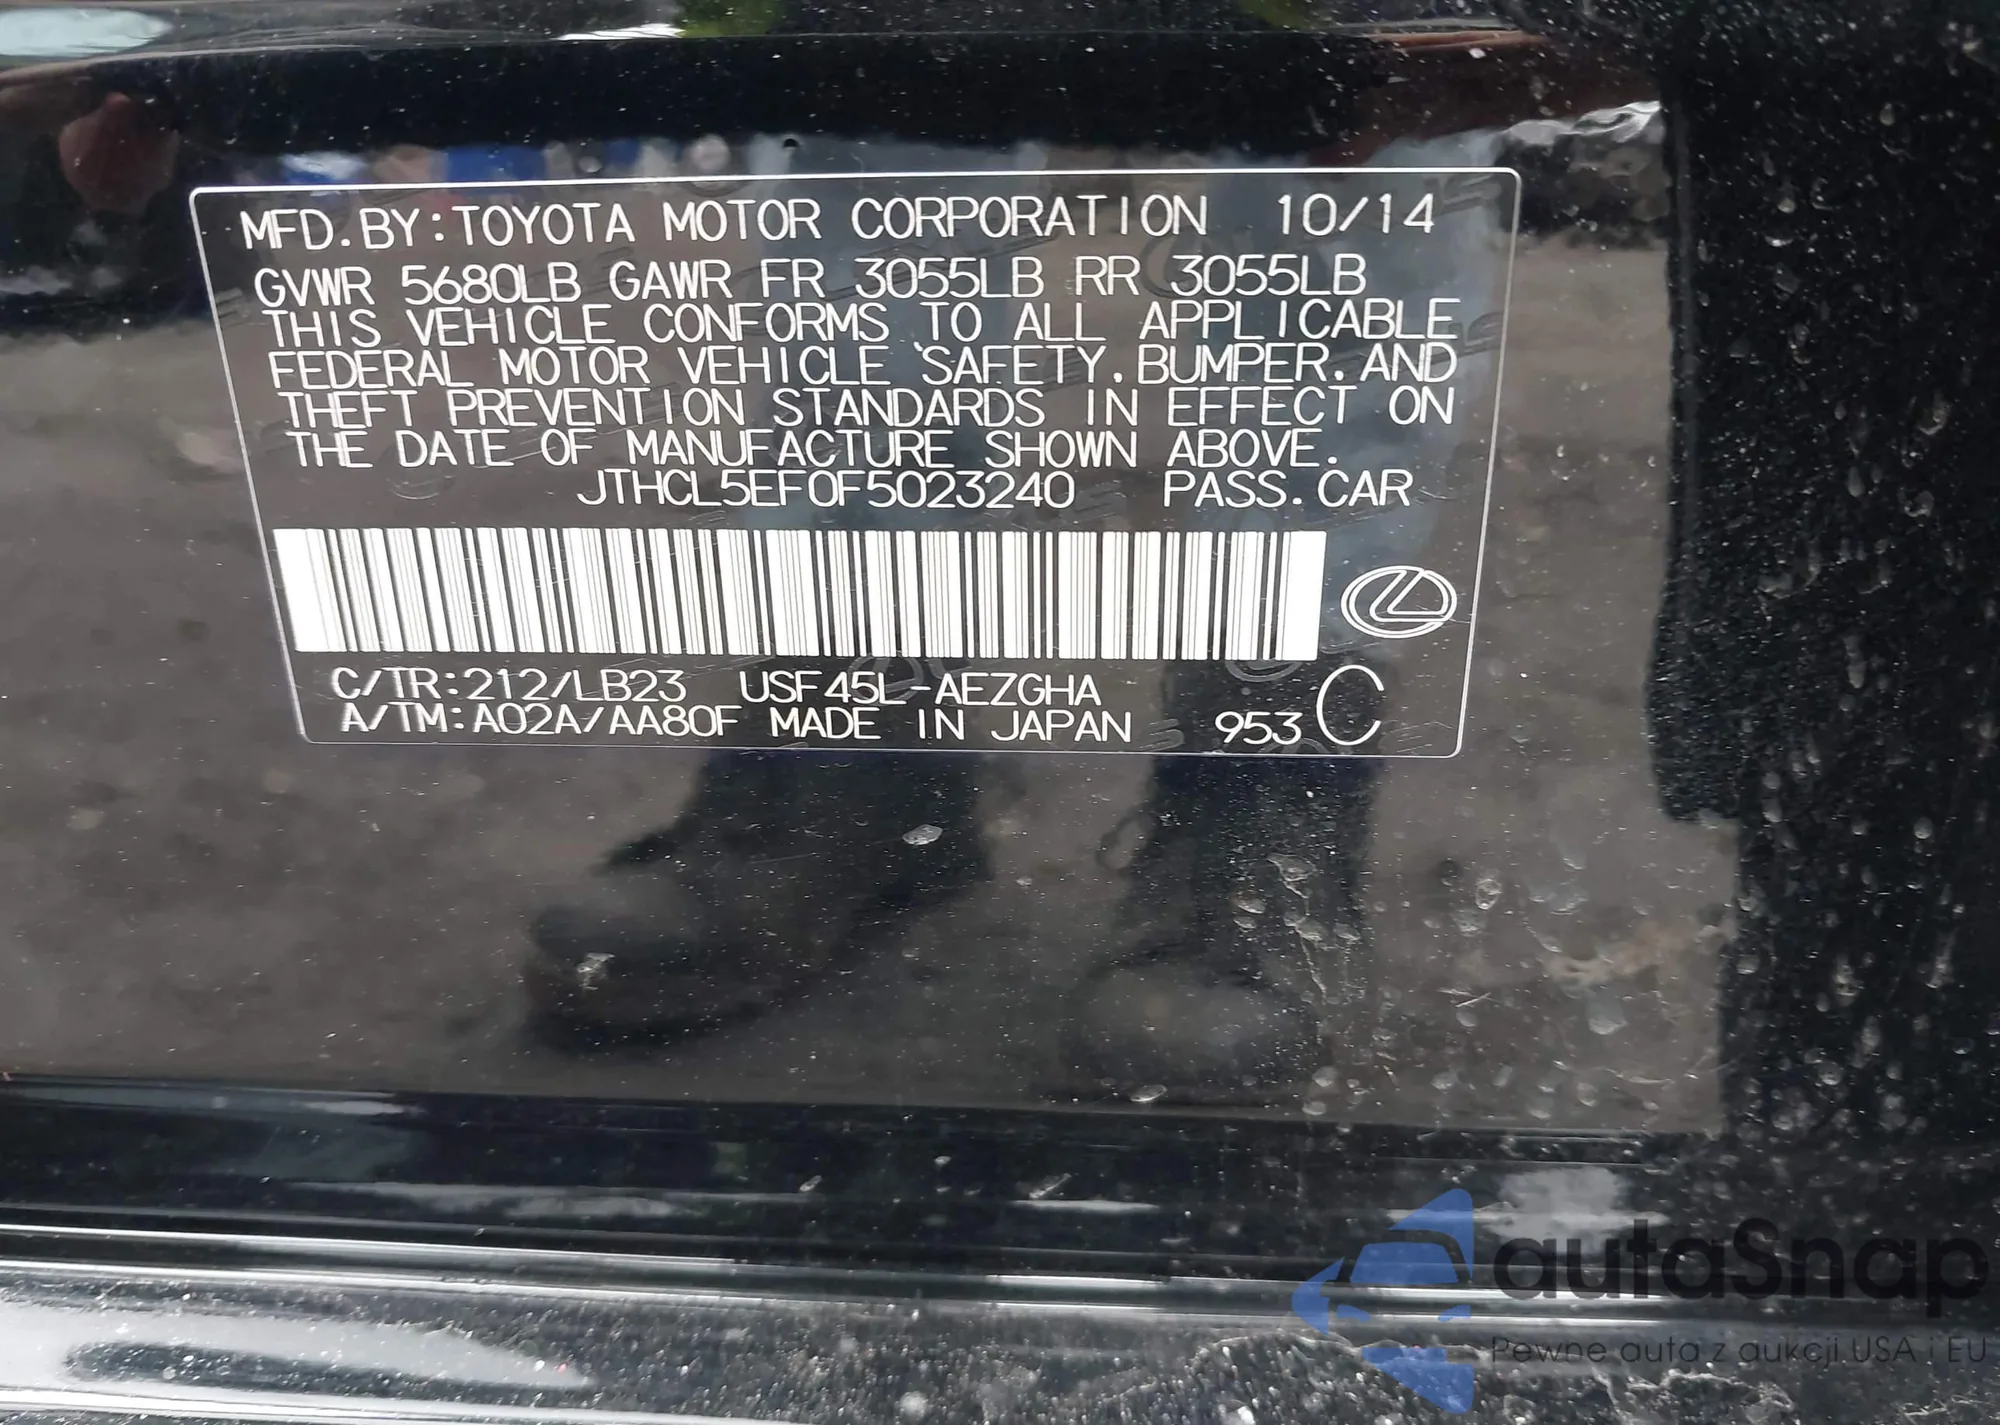 MFD.BY:TOYOTA MOTOR CORPORATION 10/14
GVWR 5680LB GAWR FR 3055LB RR 3055LB
THIS VEHICLE CONFORMS TO ALL APPLICABLE
FEDERAL MOTOR VEHICLE SAFETY,BUMPER,AND
THEFT PREVENTION STANDARDS IN EFFECT ON
THE DATE OF MANUFACTURE SHOWN ABOVE.
JTHCL5EF0F5023240 PASS.CAR
C/TR:212/LB23 USF45L-AEZGHA
A/TM:A02A/AA80F MADE IN JAPAN 953 C
autaSnap
Pewne auta z aukcji USA i EU